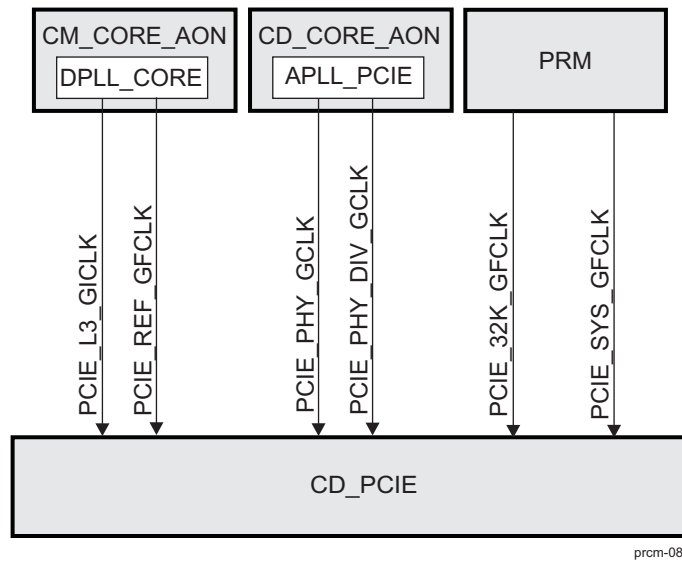 CM_CORE_AON
DPLL_CORE
CD_CORE_AON
APLL_PCIE
PRM
PCIE_L3_GICLK
PCIE_REF_GFCLK
PCIE_PHY_GCLK
PCIE_PHY_DIV_GCLK
PCIE_32K_GFCLK
PCIE_SYS_GFCLK
CD_PCIE
prcm-08